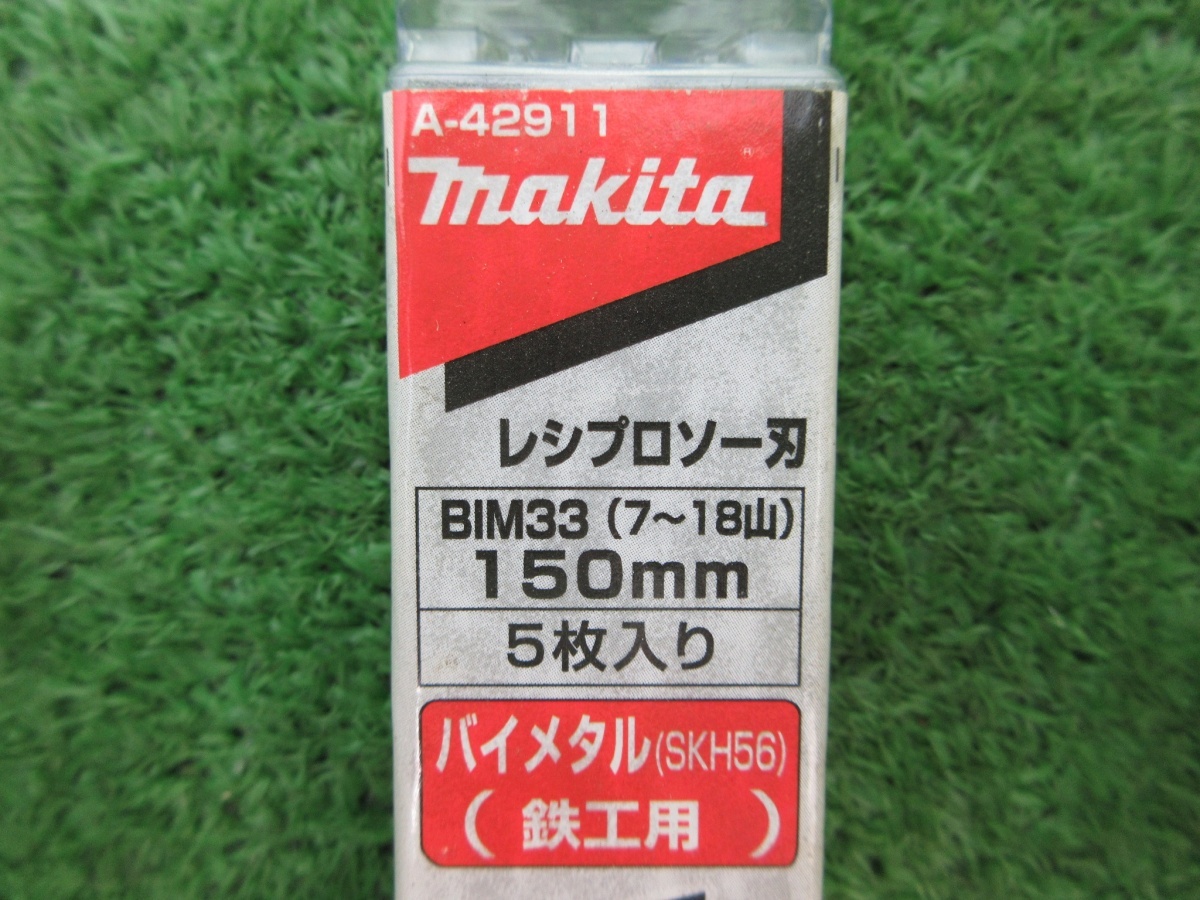 A-42911
makita®
レシプロソー刃
BIM33（7〜18山）
150mm
5枚入り
バイメタル(SKH56)
（鉄工用）